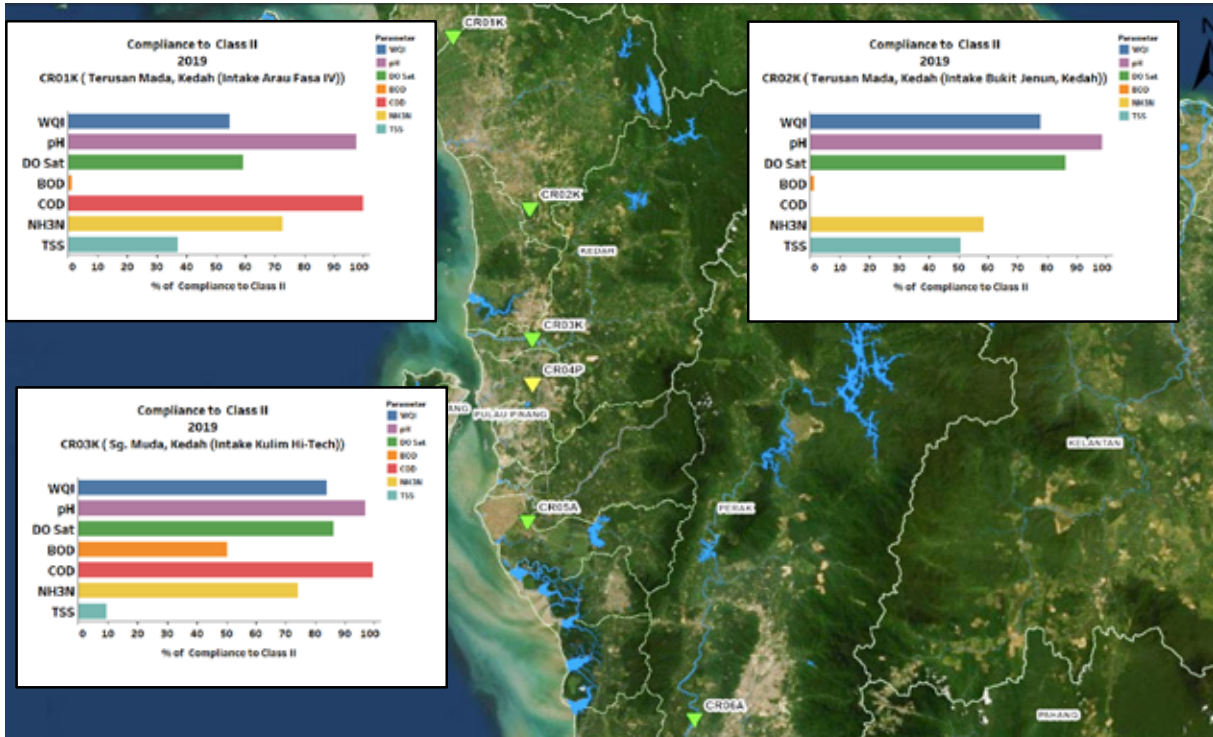 Compliance to Class II
2019
CR01K ( Terusan Mada, Kedah (Intake Arau Fasa IV))
Parameter
WQI
pH
DO Sat
BOD
COD
NH3N
TSS
WQI
pH
DO Sat
BOD
COD
NH3N
TSS
0 10 20 30 40 50 60 70 80 90 100
% of Compliance to Class II
Compliance to Class II
2019
CR02K ( Terusan Mada, Kedah (Intake Bukit Jenun, Kedah))
Parameter
WQI
pH
DO Sat
BOD
COD
NH3N
TSS
WQI
pH
DO Sat
BOD
COD
NH3N
TSS
0 10 20 30 40 50 60 70 80 90 100
% of Compliance to Class II
Compliance to Class II
2019
CR03K ( Sg. Muda, Kedah (Intake Kulim Hi-Tech))
Parameter
WQI
pH
DO Sat
BOD
COD
NH3N
TSS
WQI
pH
DO Sat
BOD
COD
NH3N
TSS
0 10 20 30 40 50 60 70 80 90 100
% of Compliance to Class II
CR01K
N
CR02K
KEDAH
CR03K
CR04P
ANG
PULAU PINANG
KELANTAN
CR05A
PERAK
CR06A
PAHANG